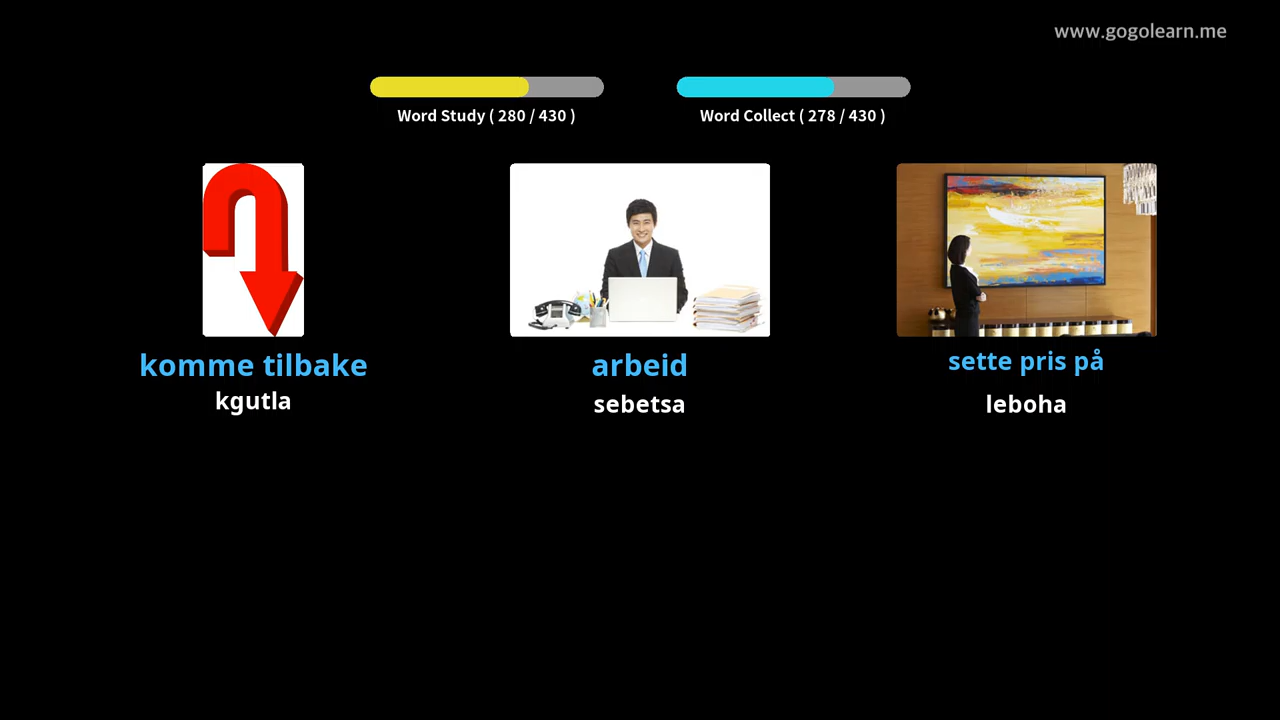 www.gogolearn.me
Word Study ( 280 / 430 )
Word Collect ( 278 / 430 )
komme tilbake
kgutla
arbeid
sebetsa
sette pris på
leboha